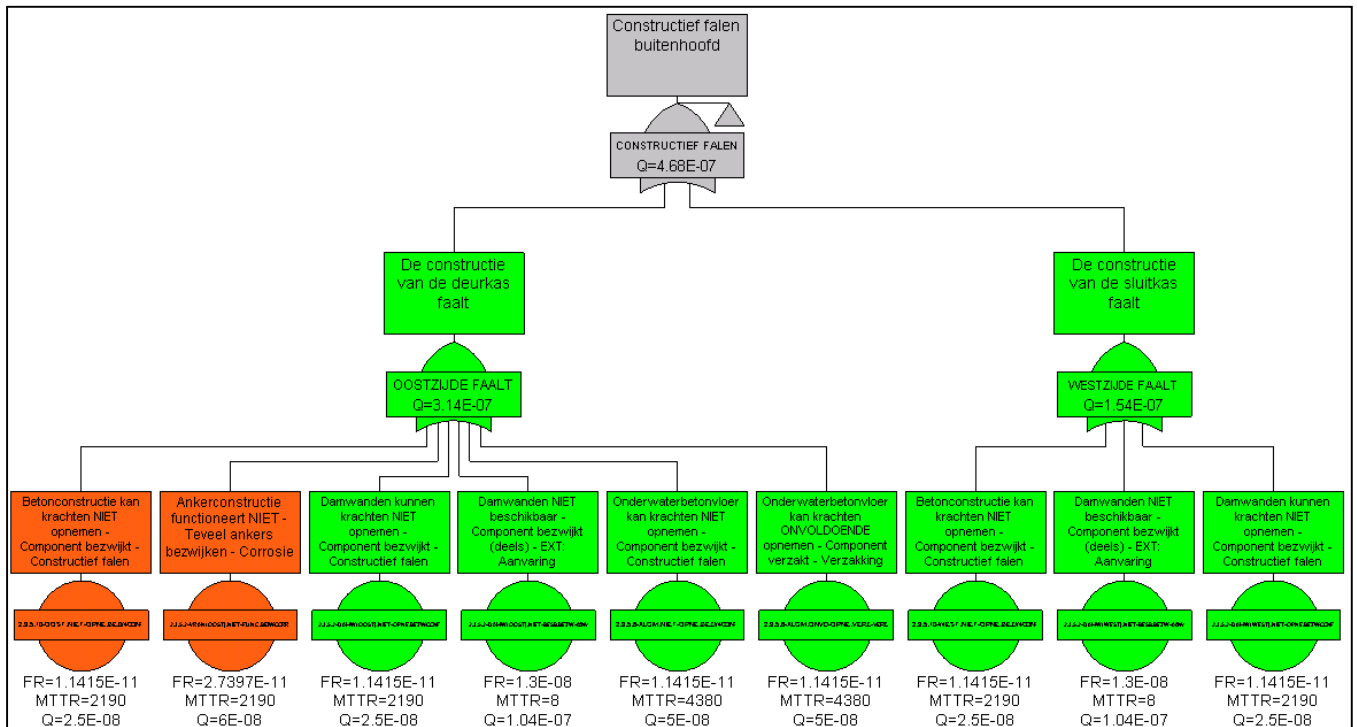 Constructief falen
buitenhoofd
CONSTRUCTIEF FALEN
Q=4.68E-07
De constructie
van de deurkas
faalt
OOSTZIJDE FAALT
Q=3.14E-07
De constructie
van de sluitkas
faalt
WESTZIJDE FAALT
Q=1.54E-07
Betonconstructie kan
krachten NIET
opnemen -
Component bezwijkt -
Constructief falen
FR=1.1415E-11
MTTR=2190
Q=2.5E-08
Ankerconstructie
functioneert NIET -
Teveel ankers
bezwijken - Corrosie
FR=2.7397E-11
MTTR=2190
Q=6E-08
Damwanden kunnen
krachten NIET
opnemen -
Component bezwijkt -
Constructief falen
FR=1.1415E-11
MTTR=2190
Q=2.5E-08
Damwanden NIET
beschikbaar -
Component bezwijkt
(deels) - EXT:
Aanvaring
FR=1.3E-08
MTTR=8
Q=1.04E-07
Onderwaterbetonvloer
kan krachten NIET
opnemen -
Component bezwijkt -
Constructief falen
FR=1.1415E-11
MTTR=4380
Q=5E-08
Onderwaterbetonvloer
kan krachten
ONVOLDOENDE
opnemen - Component
verzakt - Verzakking
FR=1.1415E-11
MTTR=4380
Q=5E-08
Betonconstructie kan
krachten NIET
opnemen -
Component bezwijkt -
Constructief falen
FR=1.1415E-11
MTTR=2190
Q=2.5E-08
Damwanden NIET
beschikbaar -
Component bezwijkt
(deels) - EXT:
Aanvaring
FR=1.3E-08
MTTR=8
Q=1.04E-07
Damwanden kunnen
krachten NIET
opnemen -
Component bezwijkt -
Constructief falen
FR=1.1415E-11
MTTR=2190
Q=2.5E-08